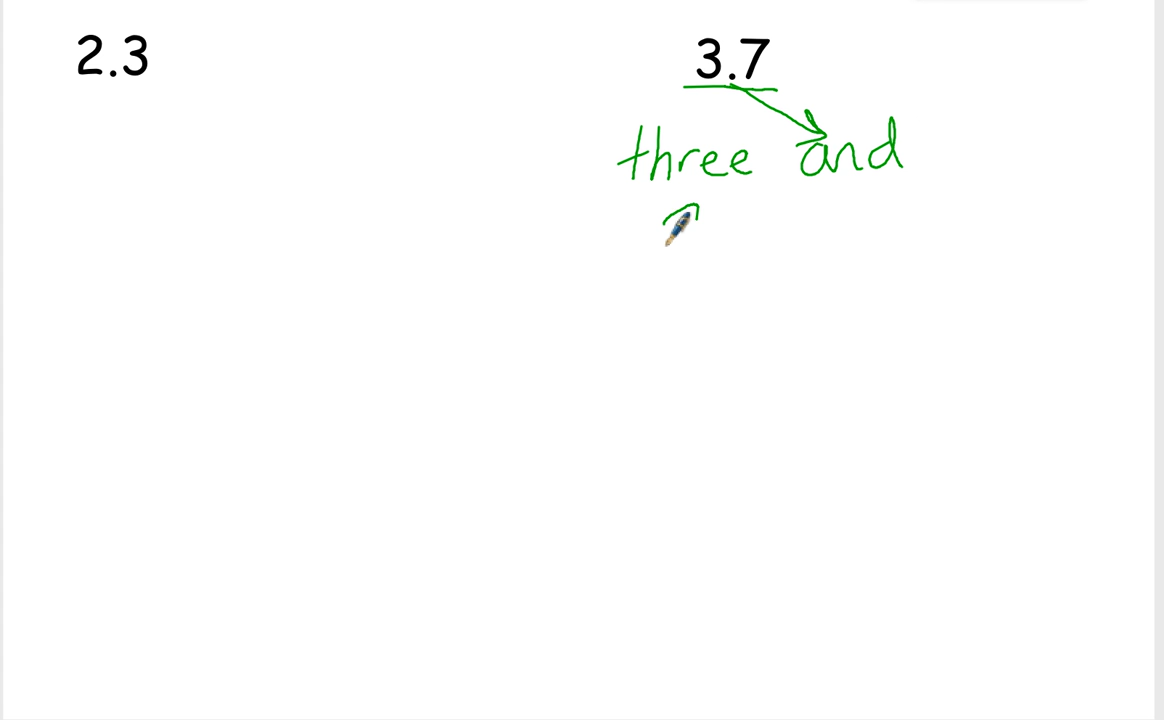 2.3 3.7
three and